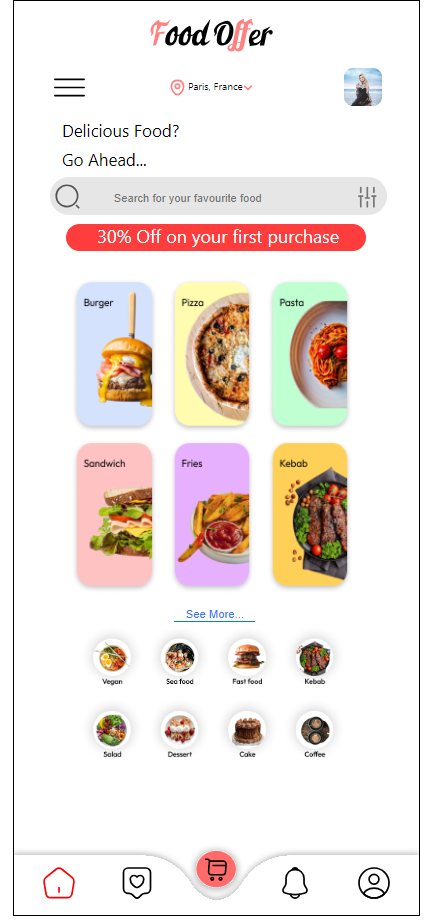 Food Offer
Paris, France
Delicious Food?
Go Ahead...
Search for your favourite food
30% Off on your first purchase
Burger
Pizza
Pasta
Sandwich
Fries
Kebab
See More...
Vegan
Sea food
Fast food
Kebab
Salad
Dessert
Cake
Coffee